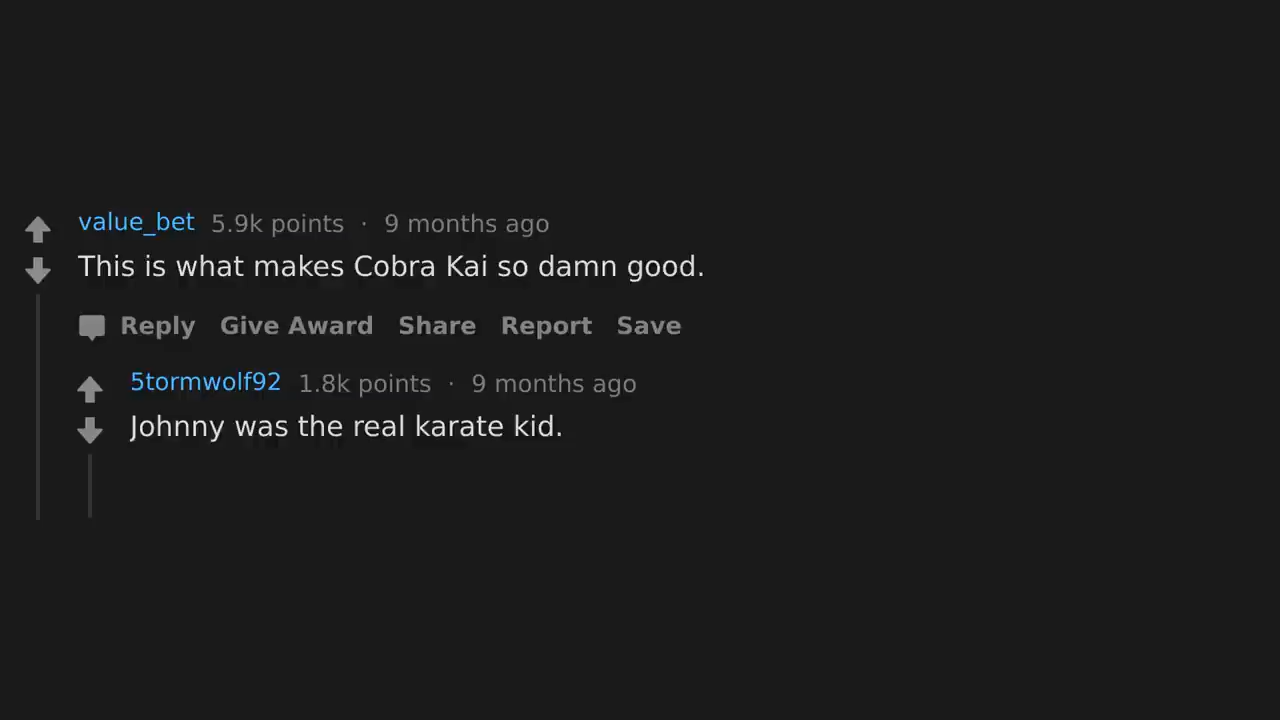 value_bet 5.9k points · 9 months ago
This is what makes Cobra Kai so damn good.
Reply Give Award Share Report Save
5tormwolf92 1.8k points · 9 months ago
Johnny was the real karate kid.